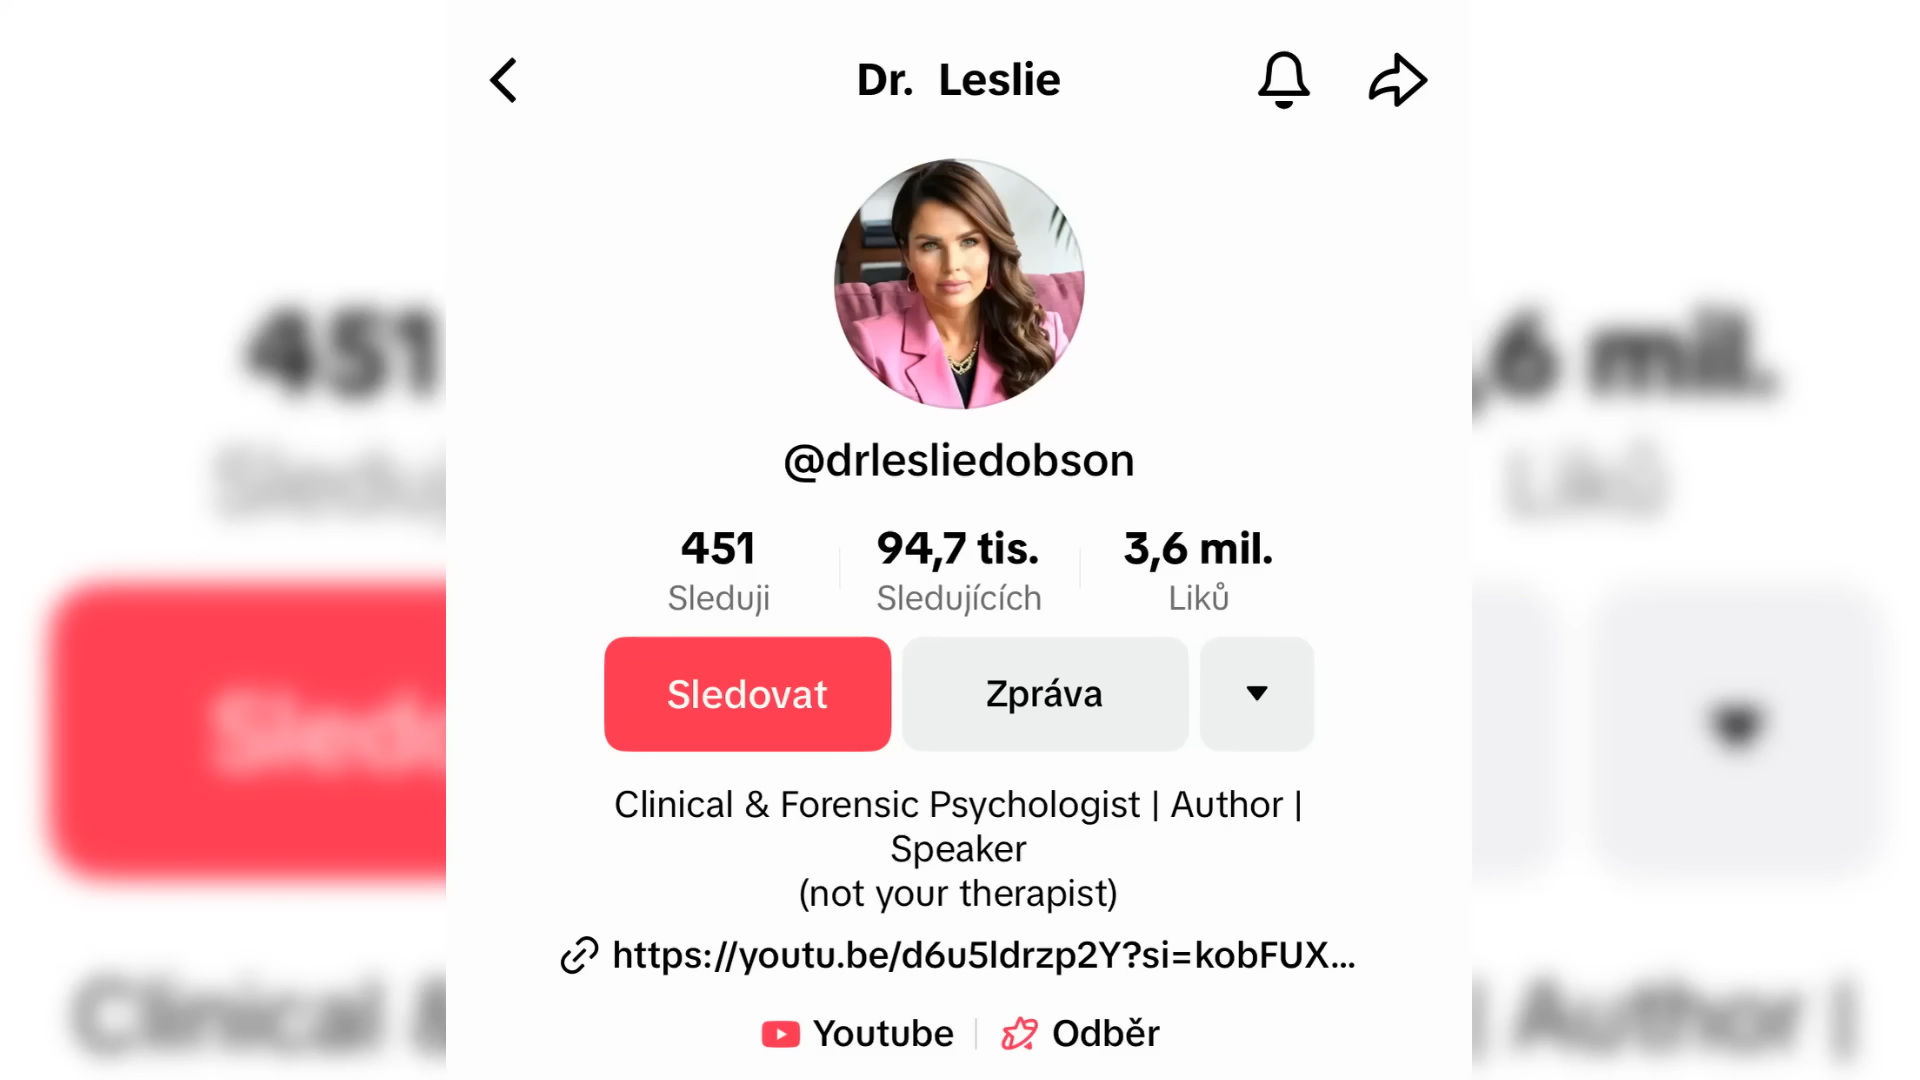 Dr. Leslie
@drlesliedobson
451
Sleduji
94,7 tis.
Sledujících
3,6 mil.
Liků
Sledovat
Zpráva
Clinical & Forensic Psychologist | Author |
Speaker
(not your therapist)
https://youtu.be/d6u5ldrzp2Y?si=kobFUX...
Youtube
Odběr